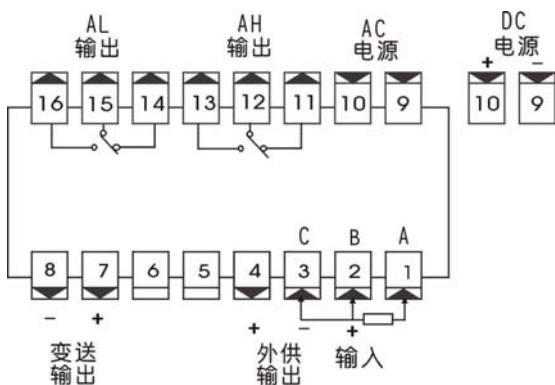 AL 输出
AH 输出
AC 电源
DC 电源
+ −
16 15 14 13 12 11 10 9
10 9
C B A
8 7 6 5 4 3 2 1
− + + − +
变送输出
外供输出
输入